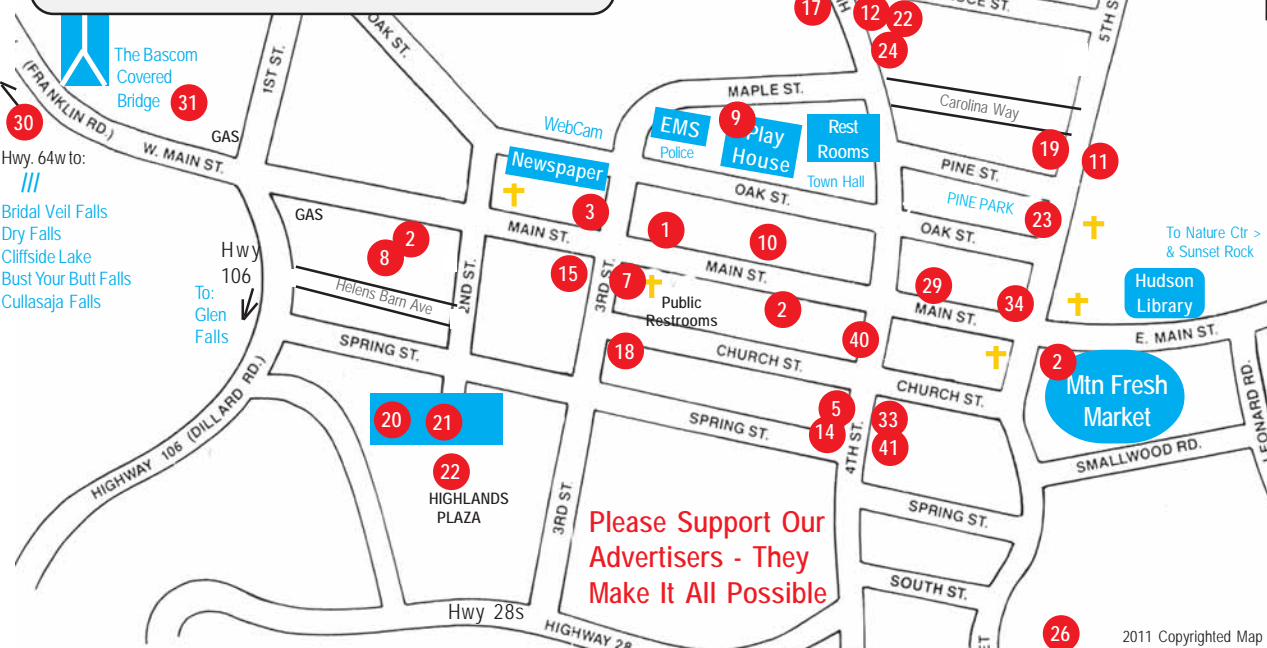 17
12
22
24
5TH S
OAK ST.
1ST ST.
The Bascom
Covered
Bridge
31
30
(FRANKLIN RD.)
GAS
W. MAIN ST.
Hwy. 64w to:
///
Bridal Veil Falls
Dry Falls
Cliffside Lake
Bust Your Butt Falls
Cullasaja Falls
MAPLE ST.
Carolina Way
WebCam
EMS
Police
9
Play
House
Rest
Rooms
Town Hall
19
11
PINE ST.
PINE PARK
23
Newspaper
3
OAK ST.
OAK ST.
To Nature Ctr >
& Sunset Rock
GAS
2
8
Hwy
106
To:
Glen
Falls
Helens Barn Ave
2ND ST.
MAIN ST.
15
3RD ST.
7
1
10
MAIN ST.
Public
Restrooms
2
29
34
MAIN ST.
Hudson
Library
E. MAIN ST.
SPRING ST.
18
CHURCH ST.
40
CHURCH ST.
2
Mtn Fresh
Market
LEONARD RD.
SMALLWOOD RD.
HIGHWAY 106 (DILLARD RD.)
20
21
22
HIGHLANDS
PLAZA
SPRING ST.
5
14
4TH ST.
33
41
3RD ST.
SPRING ST.
Please Support Our
Advertisers - They
Make It All Possible
SOUTH ST.
Hwy 28s
HIGHWAY 28
26
2011 Copyrighted Map